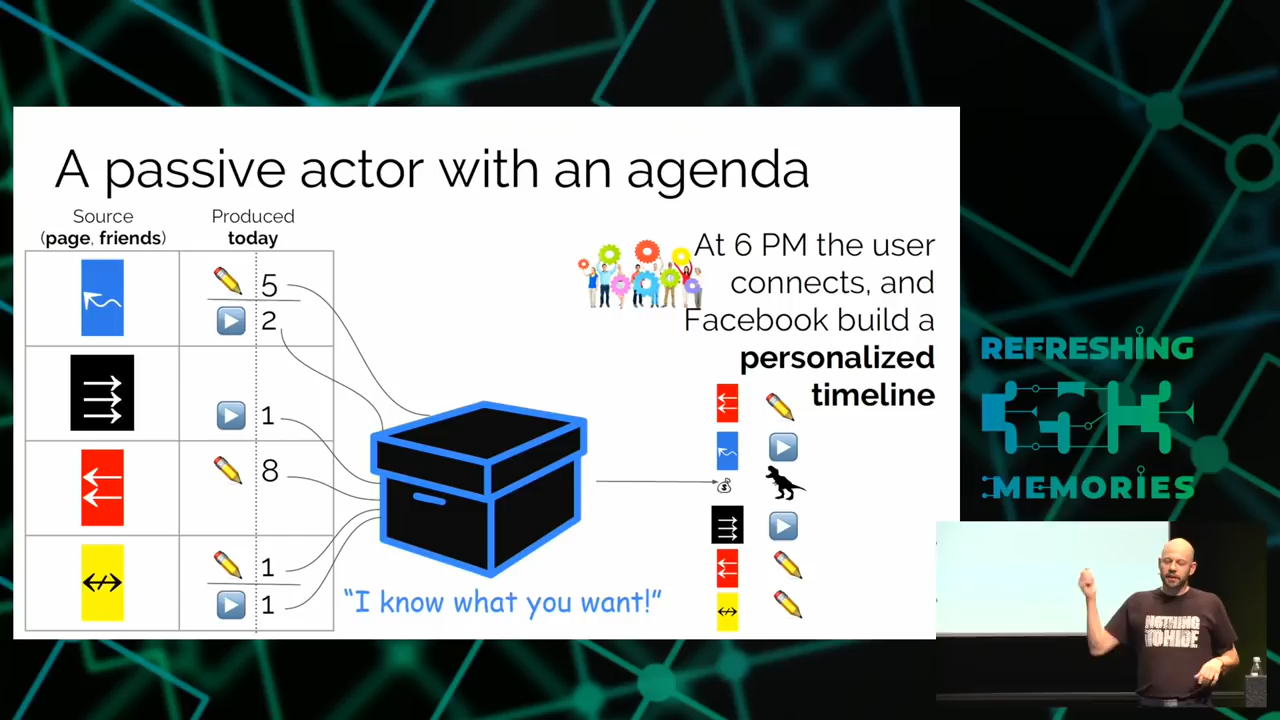 A passive actor with an agenda
Source
(page, friends)
Produced
today
5
2
1
8
1
1
"I know what you want!"
At 6 PM the user
connects, and
Facebook build a
personalized
timeline
REFRESHING
35C3
MEMORIES
NOTHING
TO HIDE